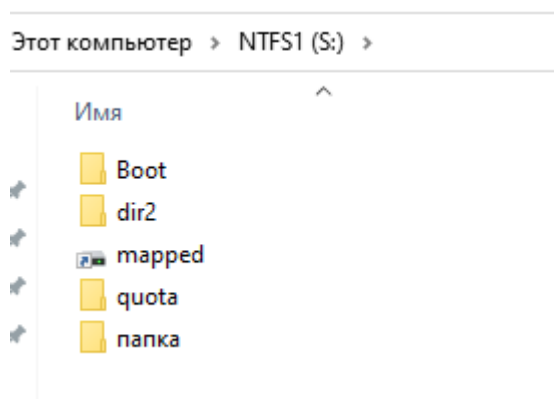 Этот компьютер > NTFS1 (S:) >
Имя
Boot
dir2
mapped
quota
папка